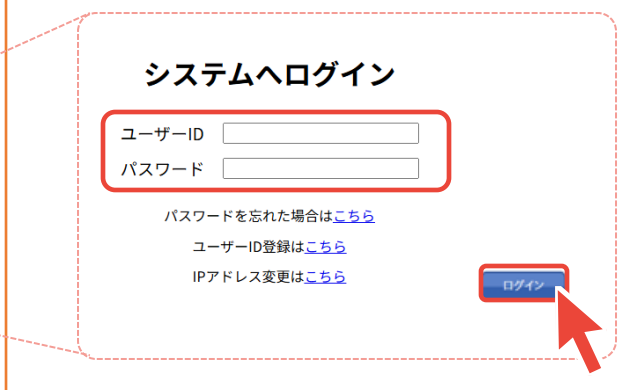 システムへログイン
ユーザーID
パスワード
パスワードを忘れた場合はこちら
ユーザーID登録はこちら
IPアドレス変更はこちら
ログイン